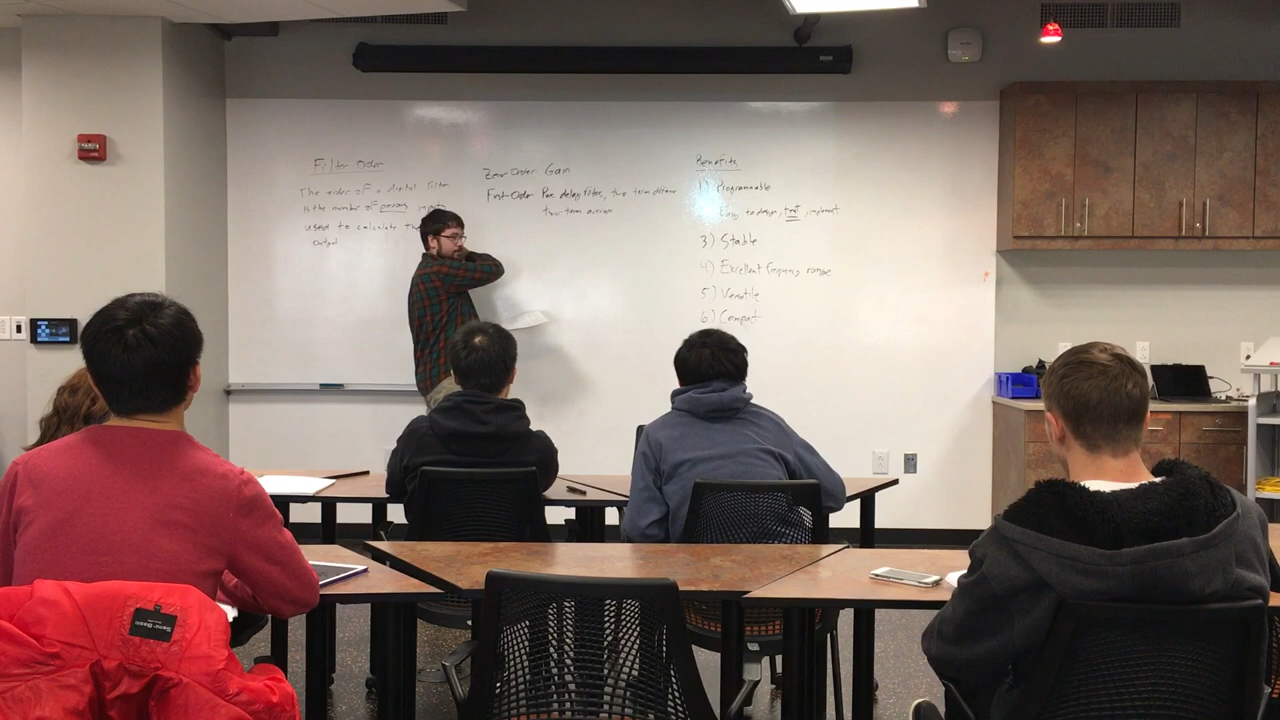 Filter Order
The order of a digital filter
is the number of previous inputs
used to calculate the
output
Zero Order Gain
First-Order Pure delay filter, two term difference
two term average
Benefits
1) Programmable
Easy to design, test, implement
3) Stable
4) Excellent frequency range
5) Versatile
6) Compact